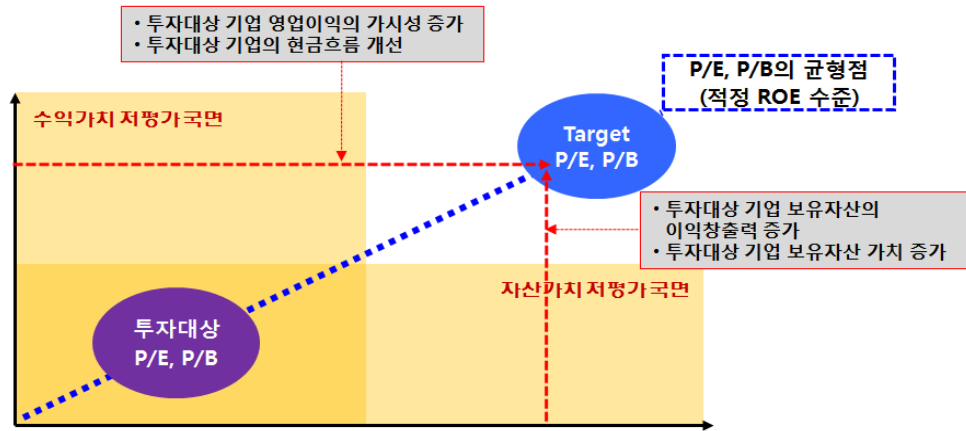 • 투자대상 기업 영업이익의 가시성 증가
• 투자대상 기업의 현금흐름 개선
P/E, P/B의 균형점
(적정 ROE 수준)
수익가치 저평가국면
Target
P/E, P/B
• 투자대상 기업 보유자산의
이익창출력 증가
• 투자대상 기업 보유자산 가치 증가
자산가치저평가국면
투자대상
P/E, P/B